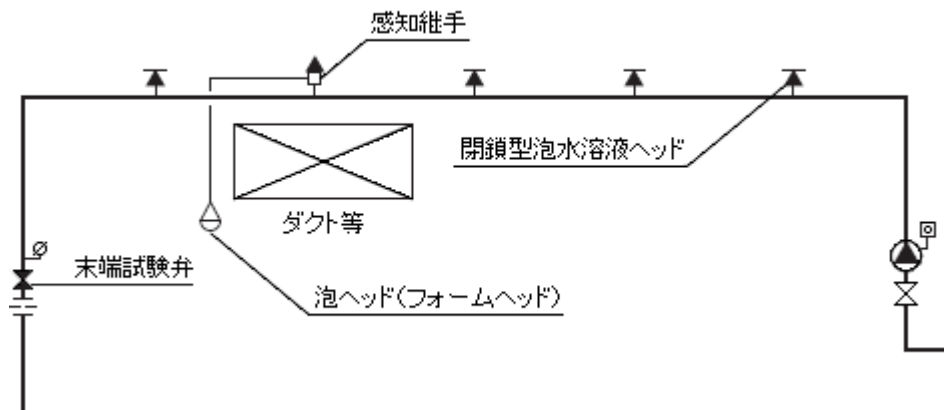 感知継手
閉鎖型泡水溶液ヘッド
ダクト等
末端試験弁
泡ヘッド(フォームヘッド)